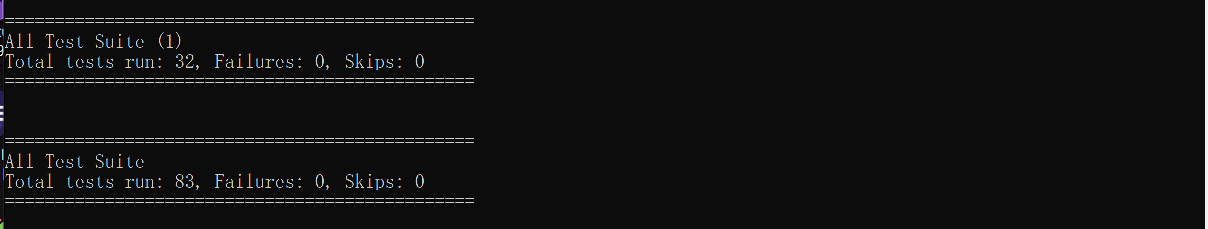 ===============================================
All Test Suite (1)
Total tests run: 32, Failures: 0, Skips: 0
===============================================
===============================================
All Test Suite
Total tests run: 83, Failures: 0, Skips: 0
===============================================